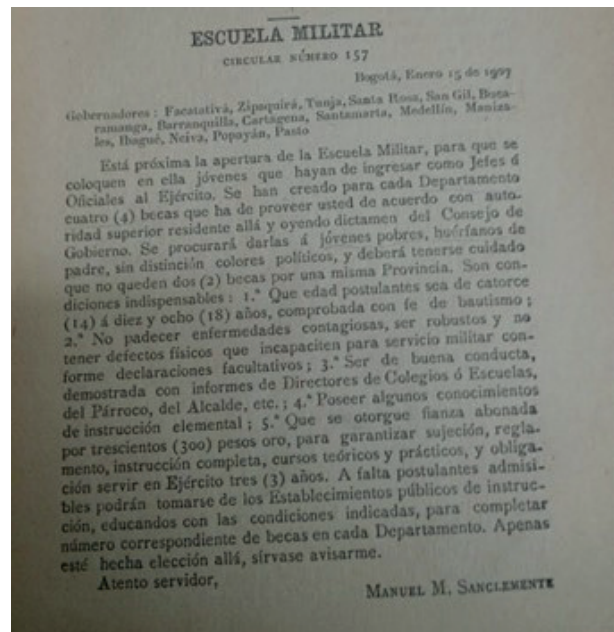 ESCUELA MILITAR
CIRCULAR NÚMERO 157
Bogotá, Enero 15 de 1907
Gobernadores: Facatativá, Zipaquirá, Tunja, Santa Rosa, San Gil, Buca-
ramanga, Barranquilla, Cartagena, Santamarta, Medellín, Maniza-
les, Ibagué, Neiva, Popayán, Pasto
Está próxima la apertura de la Escuela Militar, para que se
coloquen en ella jóvenes que hayan de ingresar como Jefes ó
Oficiales al Ejército. Se han creado para cada Departamento
cuatro (4) becas que ha de proveer usted de acuerdo con auto-
ridad superior residente allá y oyendo dictamen del Consejo de
Gobierno. Se procurará darlas á jóvenes pobres, huérfanos de
padre, sin distinción colores políticos, y deberá tenerse cuidado
que no queden dos (2) becas por una misma Provincia. Son con-
diciones indispensables: 1.ª Que edad postulantes sea de catorce
(14) á diez y ocho (18) años, comprobada con fe de bautismo;
2.ª No padecer enfermedades contagiosas, ser robustos y no
tener defectos físicos que incapaciten para servicio militar con-
forme declaraciones facultativos; 3.ª Ser de buena conducta,
demostrada con informes de Directores de Colegios ó Escuelas,
del Párroco, del Alcalde, etc.; 4.ª Poseer algunos conocimientos
de instrucción elemental; 5.ª Que se otorgue fianza abonada
por trescientos (300) pesos oro, para garantizar sujeción, regla-
mento, instrucción completa, cursos teóricos y prácticos, y obliga-
ción servir en Ejército tres (3) años. A falta postulantes admisi-
bles podrán tomarse de los Establecimientos públicos de instruc-
ción, educandos con las condiciones indicadas, para completar
número correspondiente de becas en cada Departamento. Apenas
esté hecha elección allá, sírvase avisarme.
Atento servidor,
MANUEL M. SANCLEMENTE